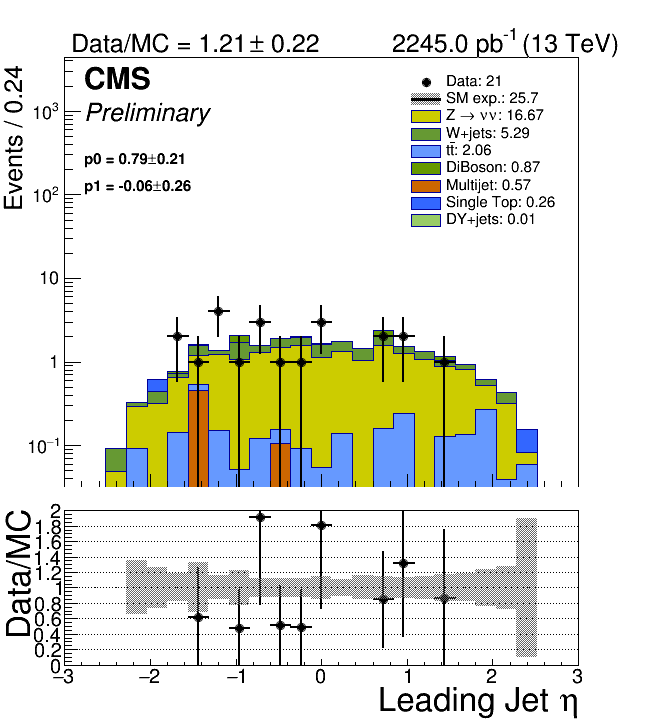 Data/MC = 1.21 ± 0.22
2245.0 pb⁻¹ (13 TeV)
CMS
Preliminary
p0 = 0.79±0.21
p1 = -0.06±0.26
Data: 21
SM exp.: 25.7
Z → νν: 16.67
W+jets: 5.29
tt̄: 2.06
DiBoson: 0.87
Multijet: 0.57
Single Top: 0.26
DY+jets: 0.01
Events / 0.24
10³
10²
10
1
10⁻¹
Data/MC
2
1.8
1.6
1.4
1.2
1
0.8
0.6
0.4
0.2
0
−3 −2 −1 0 1 2 3
Leading Jet η